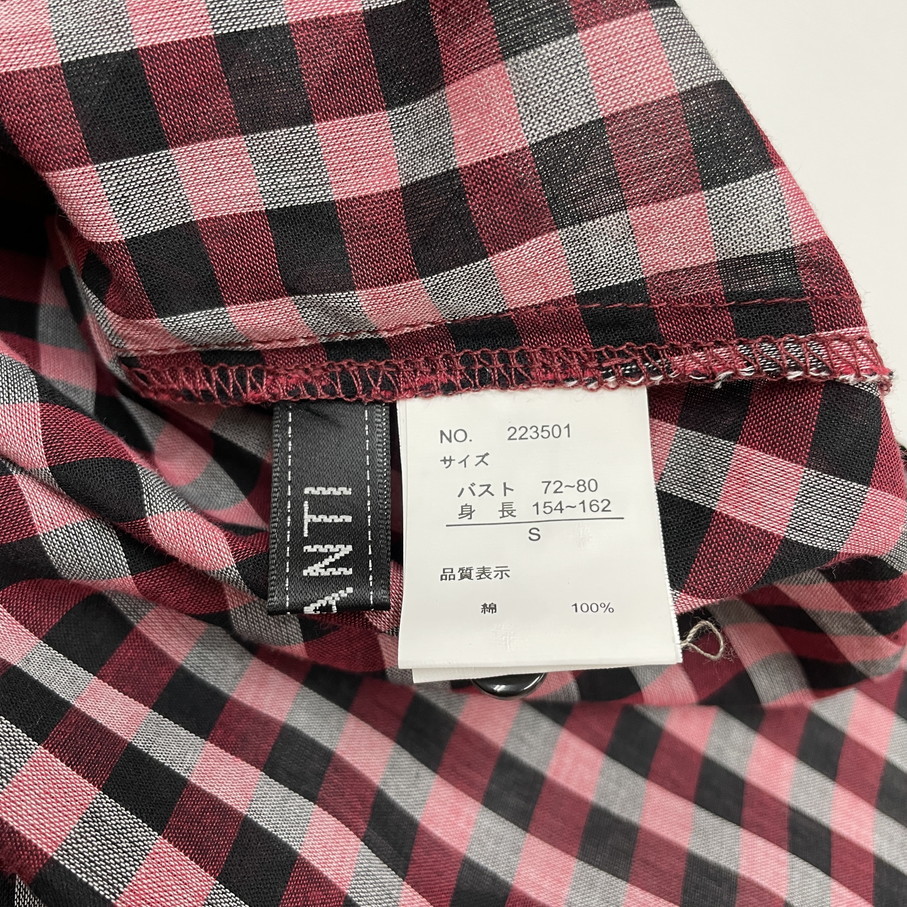 ANTI
NO. 223501
サイズ
バスト 72~80
身 長 154~162
S
品質表示
綿 100%